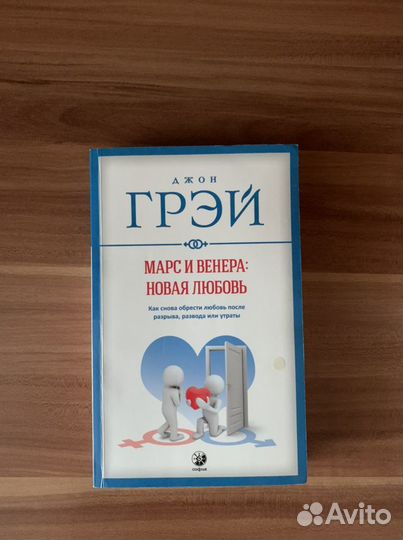 ДЖОН
ГРЭЙ
МАРС И ВЕНЕРА:
НОВАЯ ЛЮБОВЬ
Как снова обрести любовь после
разрыва, развода или утраты
СОФИЯ
Avito